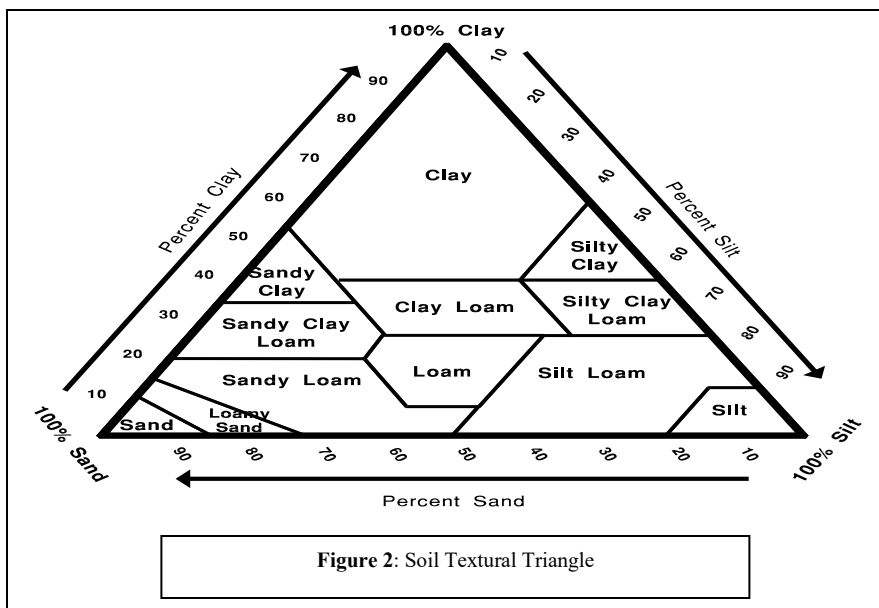 100% Clay
90
80
70
60
50
40
30
20
10
Percent Clay
10
20
30
40
50
60
70
80
90
Percent Silt
Clay
Silty
Clay
Sandy
Clay
Clay Loam
Silty Clay
Loam
Sandy Clay
Loam
Sandy Loam
Loam
Silt Loam
Loamy
Sand
Sand
Silt
100% Sand
90
80
70
60
50
40
30
20
10
100% Silt
Percent Sand
Figure 2: Soil Textural Triangle